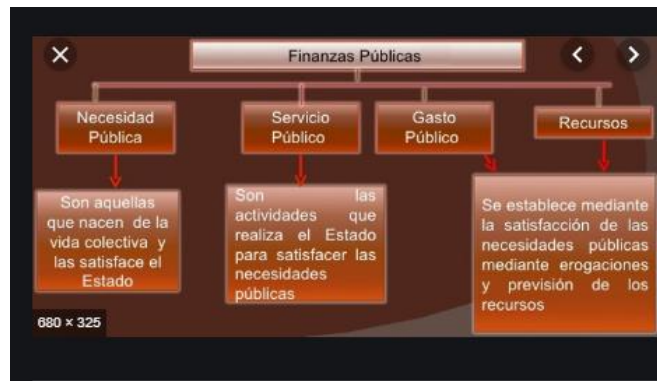 Finanzas Públicas
Necesidad
Pública
Servicio
Público
Gasto
Público
Recursos
Son aquellas
que nacen de la
vida colectiva y
las satisface el
Estado
Son las
actividades que
realiza el Estado
para satisfacer las
necesidades
públicas
Se establece mediante
la satisfacción de las
necesidades públicas
mediante erogaciones
y previsión de los
recursos
680 × 325